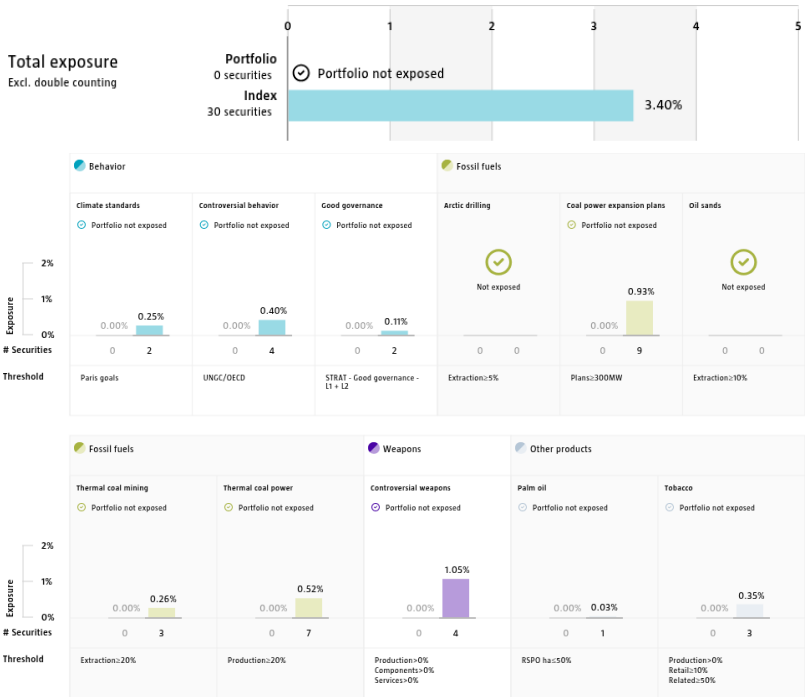 0 1 2 3 4 5
Total exposure
Excl. double counting
Portfolio
0 securities
Portfolio not exposed
Index
30 securities
3.40%
Behavior
Fossil fuels
Climate standards
Controversial behavior
Good governance
Arctic drilling
Coal power expansion plans
Oil sands
Portfolio not exposed
Portfolio not exposed
Portfolio not exposed
Portfolio not exposed
Not exposed
Not exposed
Exposure
2%
1%
0%
0.00% 0.25%
0.00% 0.40%
0.00% 0.11%
0.00% 0.93%
# Securities
0 2
0 4
0 2
0 0
0 9
0 0
Threshold
Paris goals
UNGC/OECD
STRAT - Good governance -
L1 + L2
Extraction≥5%
Plans≥300MW
Extraction≥10%
Fossil fuels
Weapons
Other products
Thermal coal mining
Thermal coal power
Controversial weapons
Palm oil
Tobacco
Portfolio not exposed
Portfolio not exposed
Portfolio not exposed
Portfolio not exposed
Portfolio not exposed
Exposure
2%
1%
0%
0.00% 0.26%
0.00% 0.52%
0.00% 1.05%
0.00% 0.03%
0.00% 0.35%
# Securities
0 3
0 7
0 4
0 1
0 3
Threshold
Extraction≥20%
Production≥20%
Production>0%
Components>0%
Services>0%
RSPO ha≤50%
Production>0%
Retail≥10%
Related≥50%